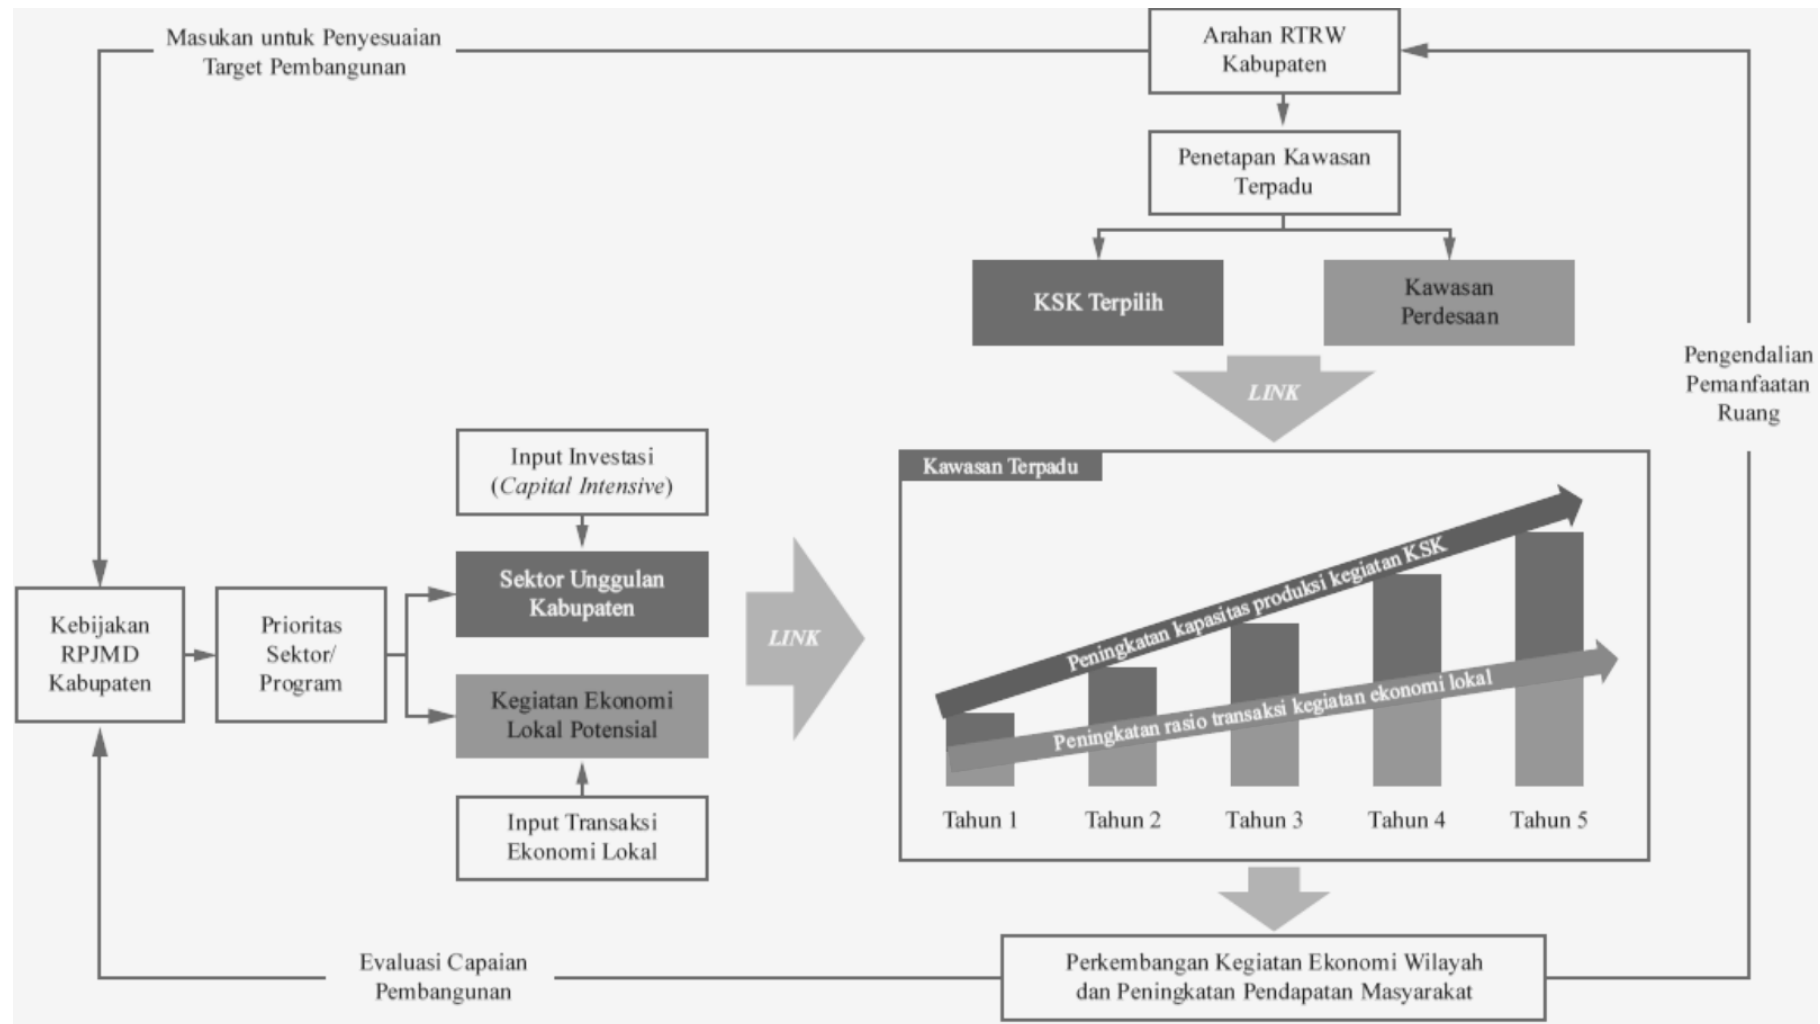 Masukan untuk Penyesuaian
Target Pembangunan
Arahan RTRW
Kabupaten
Penetapan Kawasan
Terpadu
KSK Terpilih
Kawasan
Perdesaan
LINK
Pengendalian
Pemanfaatan
Ruang
Input Investasi
(Capital Intensive)
Sektor Unggulan
Kabupaten
Kebijakan
RPJMD
Kabupaten
Prioritas
Sektor/
Program
Kegiatan Ekonomi
Lokal Potensial
Input Transaksi
Ekonomi Lokal
LINK
Kawasan Terpadu
Peningkatan kapasitas produksi kegiatan KSK
Peningkatan rasio transaksi kegiatan ekonomi lokal
Tahun 1
Tahun 2
Tahun 3
Tahun 4
Tahun 5
Evaluasi Capaian
Pembangunan
Perkembangan Kegiatan Ekonomi Wilayah
dan Peningkatan Pendapatan Masyarakat